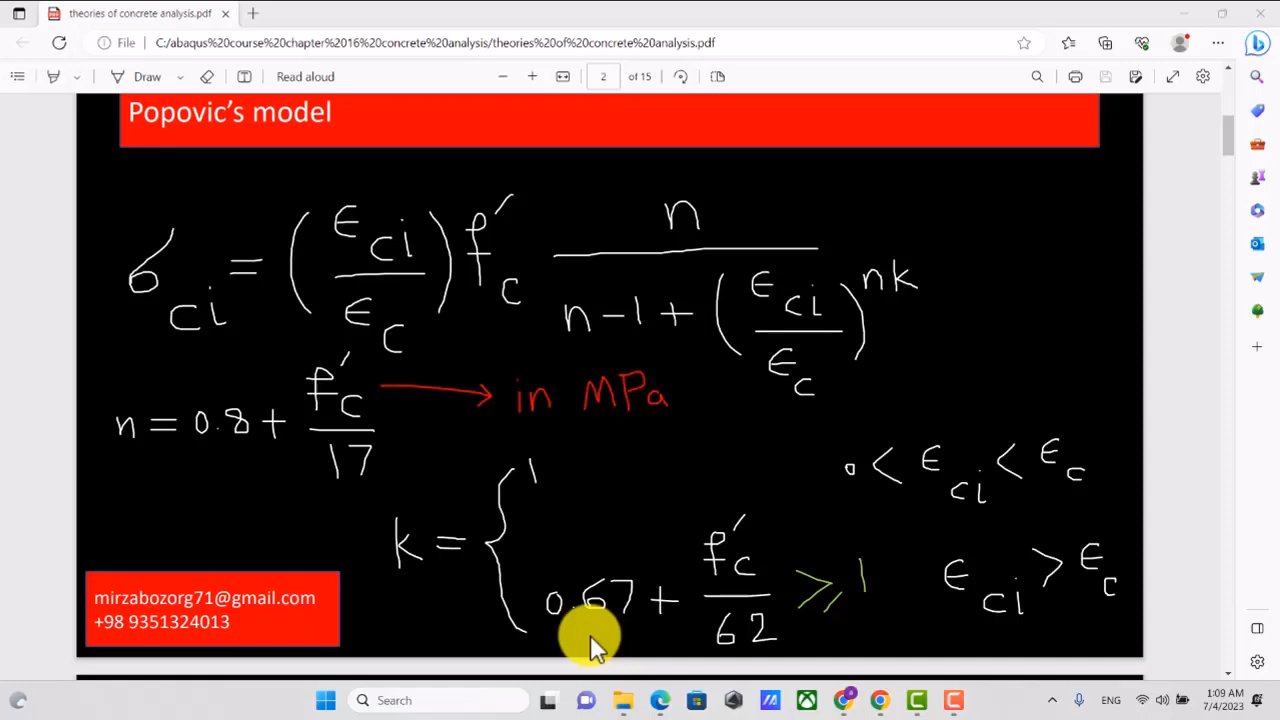 theories of concrete analysis.pdf
File C:/abaqus%20course%20chapter%2016%20concrete%20analysis/theories%20of%20concrete%20analysis.pdf
Draw Read aloud 2 of 15
Popovic's model
σci = (ϵci/ϵc) f′c n/(n-1+(ϵci/ϵc)^nk)
n = 0.8 + f′c/17 → in MPa
k = { 1 0 < ϵci < ϵc
0.67 + f′c/62 ⩾ 1 ϵci > ϵc
mirzabozorg71@gmail.com
+98 9351324013
Search
ENG
1:09 AM
7/4/2023